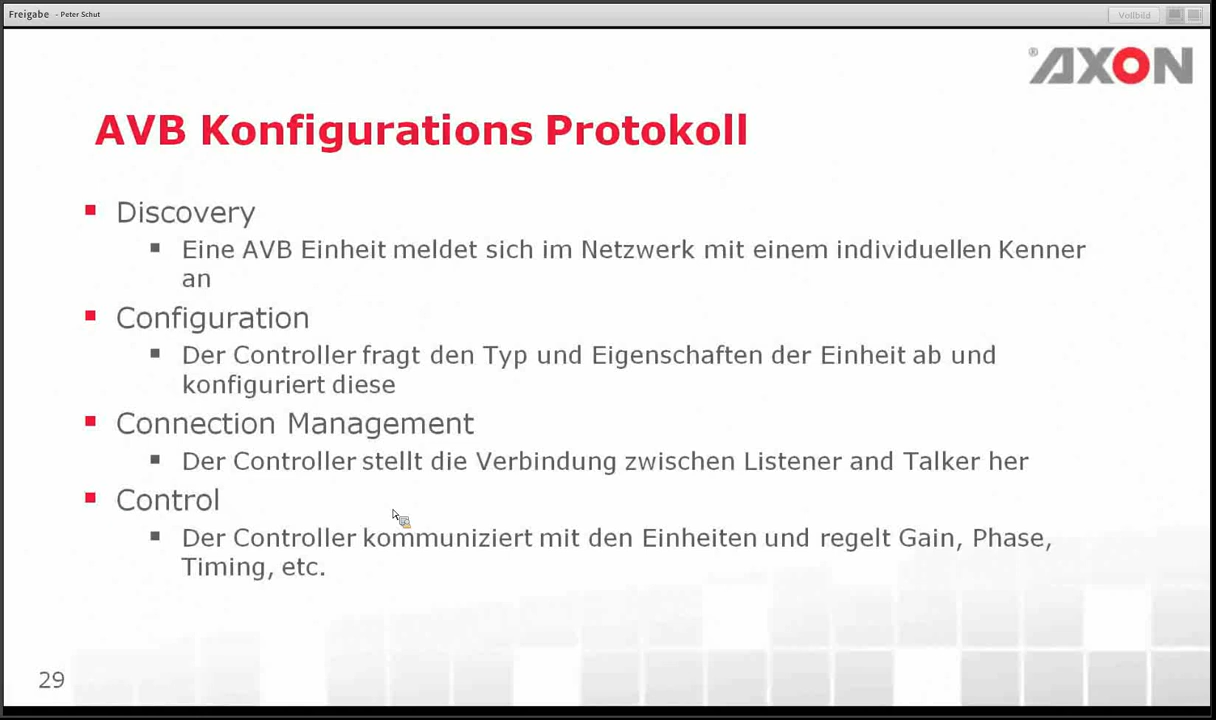 Freigabe - Peter Schut
Vollbild
® AXON
AVB Konfigurations Protokoll
Discovery
Eine AVB Einheit meldet sich im Netzwerk mit einem individuellen Kenner
an
Configuration
Der Controller fragt den Typ und Eigenschaften der Einheit ab und
konfiguriert diese
Connection Management
Der Controller stellt die Verbindung zwischen Listener and Talker her
Control
Der Controller kommuniziert mit den Einheiten und regelt Gain, Phase,
Timing, etc.
29